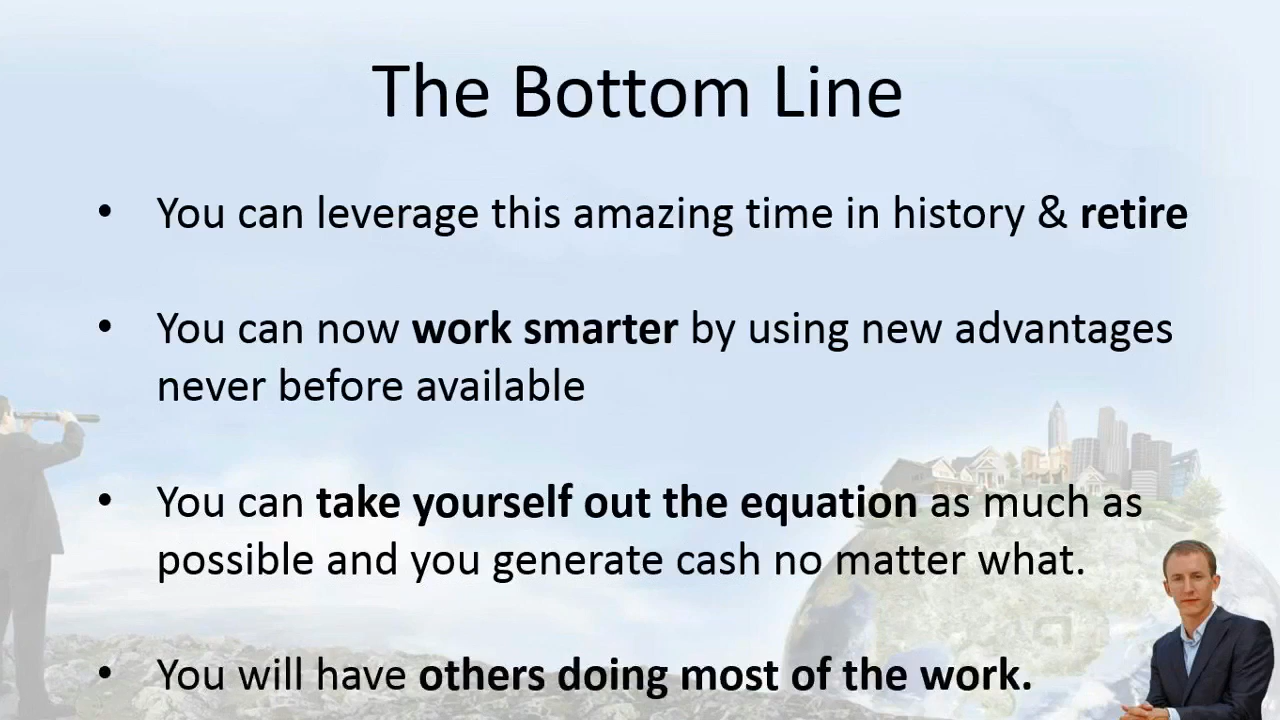 The Bottom Line
• You can leverage this amazing time in history & retire
• You can now work smarter by using new advantages
never before available
• You can take yourself out the equation as much as
possible and you generate cash no matter what.
• You will have others doing most of the work.